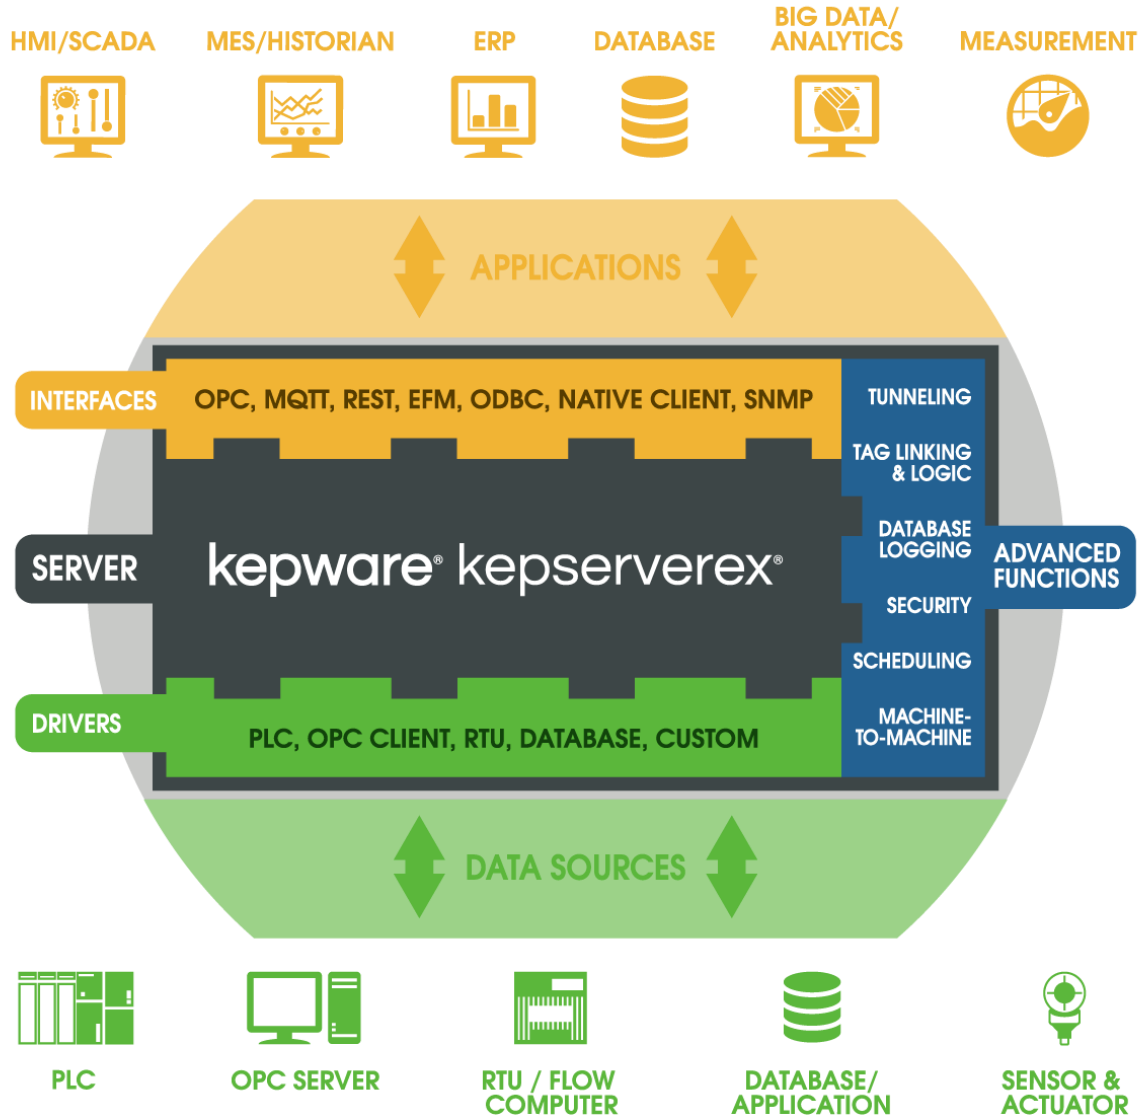 HMI/SCADA
MES/HISTORIAN
ERP
DATABASE
BIG DATA/
ANALYTICS
MEASUREMENT
APPLICATIONS
INTERFACES
OPC, MQTT, REST, EFM, ODBC, NATIVE CLIENT, SNMP
TUNNELING
TAG LINKING
& LOGIC
DATABASE
LOGGING
SECURITY
SCHEDULING
MACHINE-
TO-MACHINE
ADVANCED
FUNCTIONS
SERVER
kepware® kepserverex®
DRIVERS
PLC, OPC CLIENT, RTU, DATABASE, CUSTOM
DATA SOURCES
PLC
OPC SERVER
RTU / FLOW
COMPUTER
DATABASE/
APPLICATION
SENSOR &
ACTUATOR